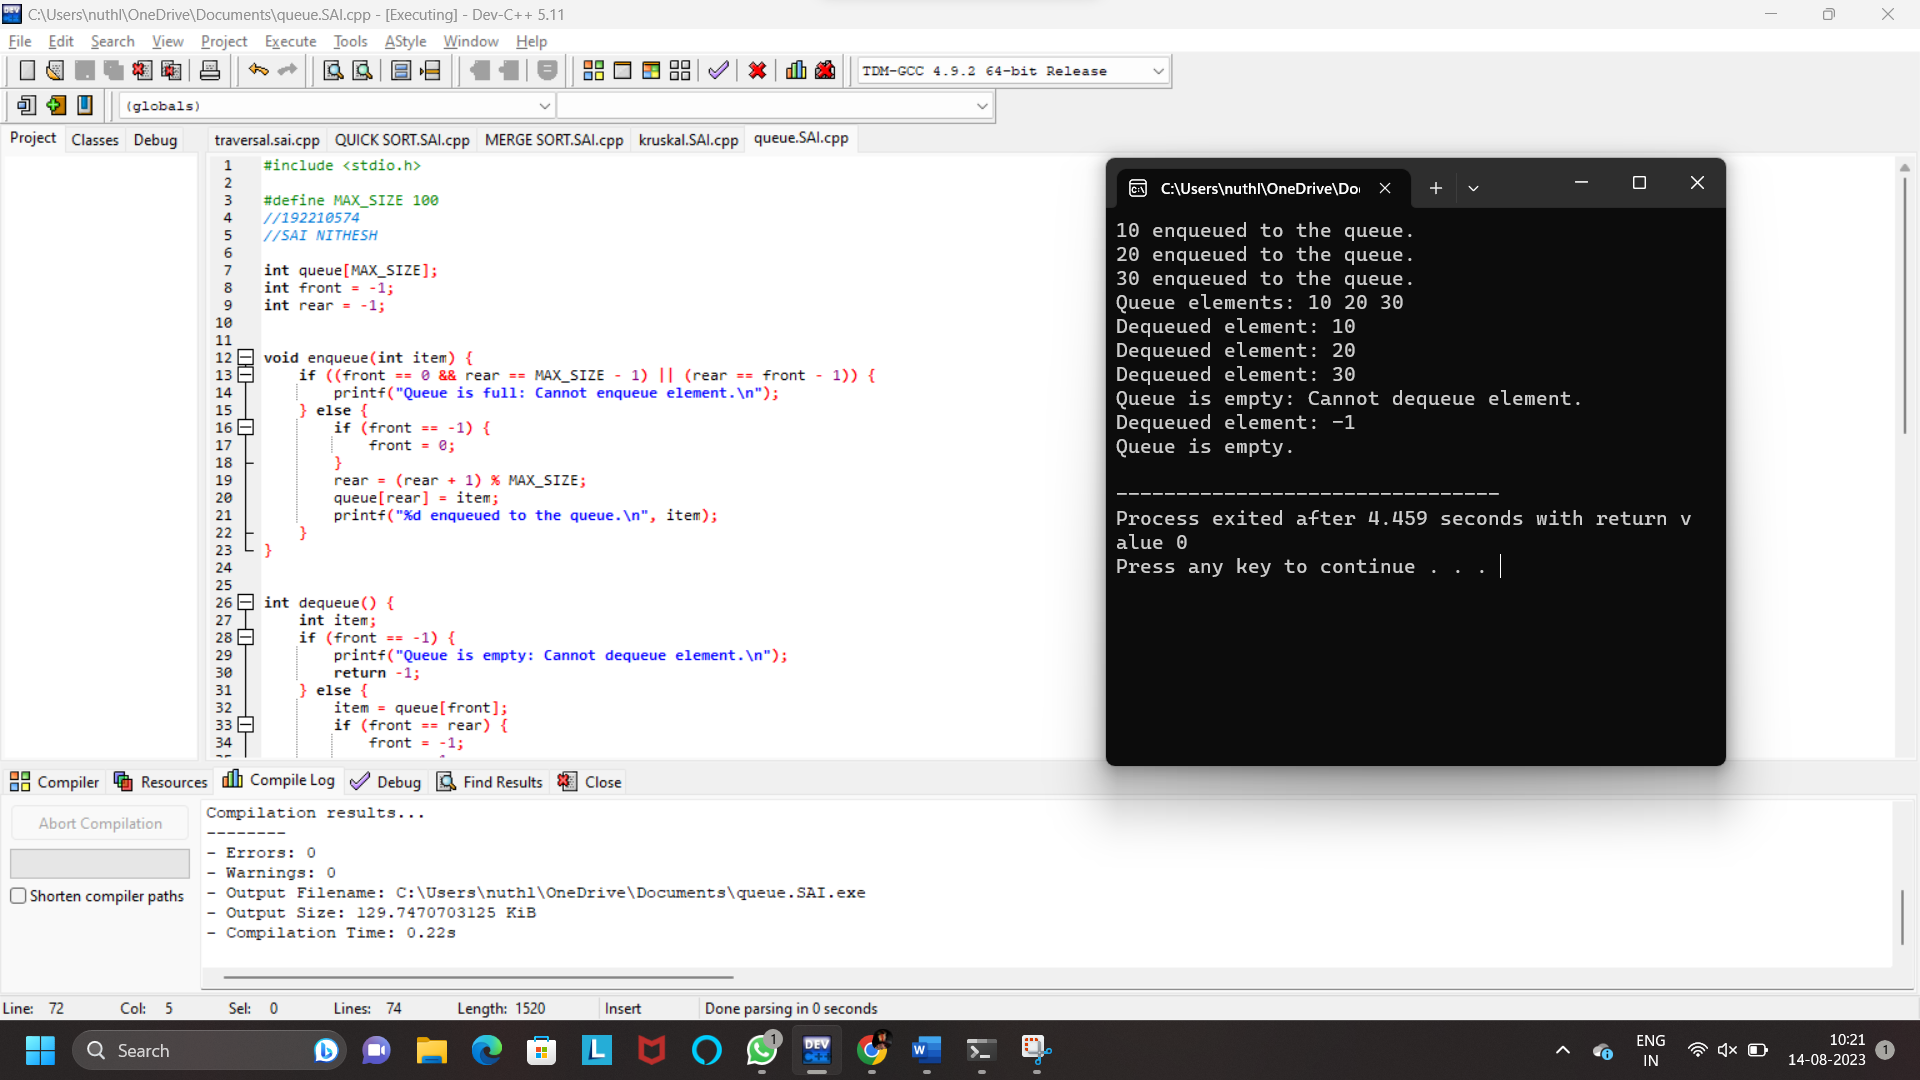 C:\Users\nuthl\OneDrive\Documents\queue.SAI.cpp - [Executing] - Dev-C++ 5.11
File Edit Search View Project Execute Tools AStyle Window Help
TDM-GCC 4.9.2 64-bit Release
(globals)
Project Classes Debug
traversal.sai.cpp QUICK SORT.SAI.cpp MERGE SORT.SAI.cpp kruskal.SAI.cpp queue.SAI.cpp
1 #include <stdio.h>
2
3 #define MAX_SIZE 100
4 //192210574
5 //SAI NITHESH
6
7 int queue[MAX_SIZE];
8 int front = -1;
9 int rear = -1;
10
11
12 void enqueue(int item) {
13 if ((front == 0 && rear == MAX_SIZE - 1) || (rear == front - 1)) {
14 printf("Queue is full: Cannot enqueue element.\n");
15 } else {
16 if (front == -1) {
17 front = 0;
18 }
19 rear = (rear + 1) % MAX_SIZE;
20 queue[rear] = item;
21 printf("%d enqueued to the queue.\n", item);
22 }
23 }
24
25
26 int dequeue() {
27 int item;
28 if (front == -1) {
29 printf("Queue is empty: Cannot dequeue element.\n");
30 return -1;
31 } else {
32 item = queue[front];
33 if (front == rear) {
34 front = -1;
C:\Users\nuthl\OneDrive\Do
10 enqueued to the queue.
20 enqueued to the queue.
30 enqueued to the queue.
Queue elements: 10 20 30
Dequeued element: 10
Dequeued element: 20
Dequeued element: 30
Queue is empty: Cannot dequeue element.
Dequeued element: -1
Queue is empty.
--------------------------------
Process exited after 4.459 seconds with return v
alue 0
Press any key to continue . . .
Compiler Resources Compile Log Debug Find Results Close
Abort Compilation
Shorten compiler paths
Compilation results...
--------
- Errors: 0
- Warnings: 0
- Output Filename: C:\Users\nuthl\OneDrive\Documents\queue.SAI.exe
- Output Size: 129.7470703125 KiB
- Compilation Time: 0.22s
Line: 72 Col: 5 Sel: 0 Lines: 74 Length: 1520 Insert Done parsing in 0 seconds
Search
L
1
DEV C++
W
ENG
IN
10:21
14-08-2023
1